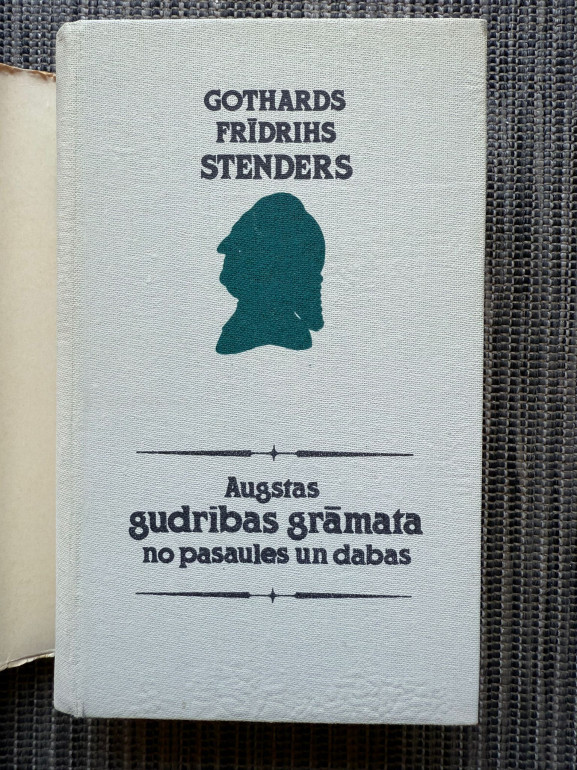 GOTHARDS
FRĪDRIHS
STENDERS
Augstas
gudrības grāmata
no pasaules un dabas